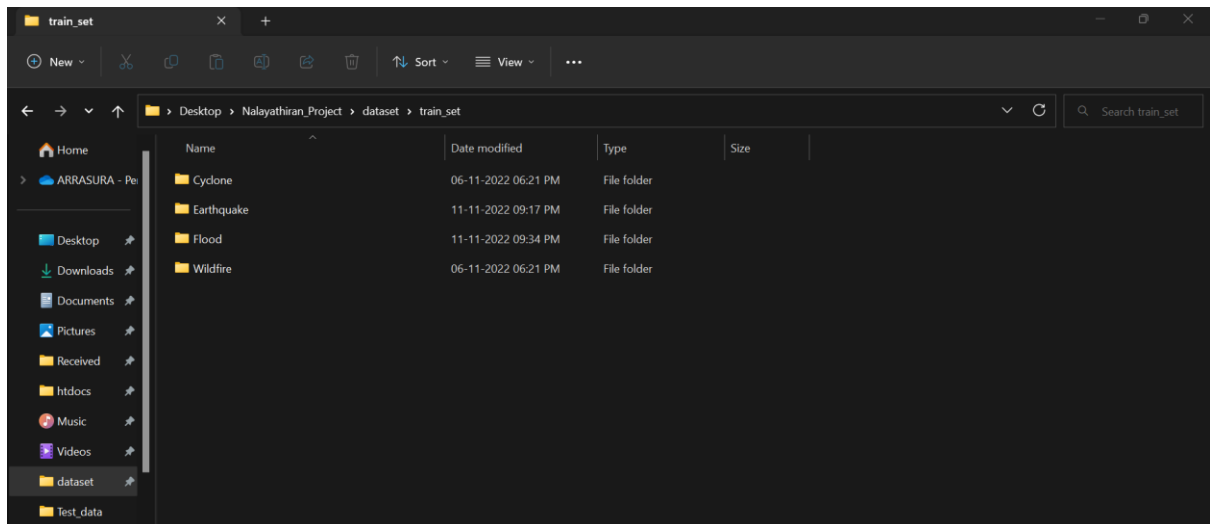 train_set
New
Sort
View
Desktop > Nalayathiran_Project > dataset > train_set
Search train_set
Name Date modified Type Size
Home
ARRASURA - Per
Desktop
Downloads
Documents
Pictures
Received
htdocs
Music
Videos
dataset
Test_data
Cyclone 06-11-2022 06:21 PM File folder
Earthquake 11-11-2022 09:17 PM File folder
Flood 11-11-2022 09:34 PM File folder
Wildfire 06-11-2022 06:21 PM File folder